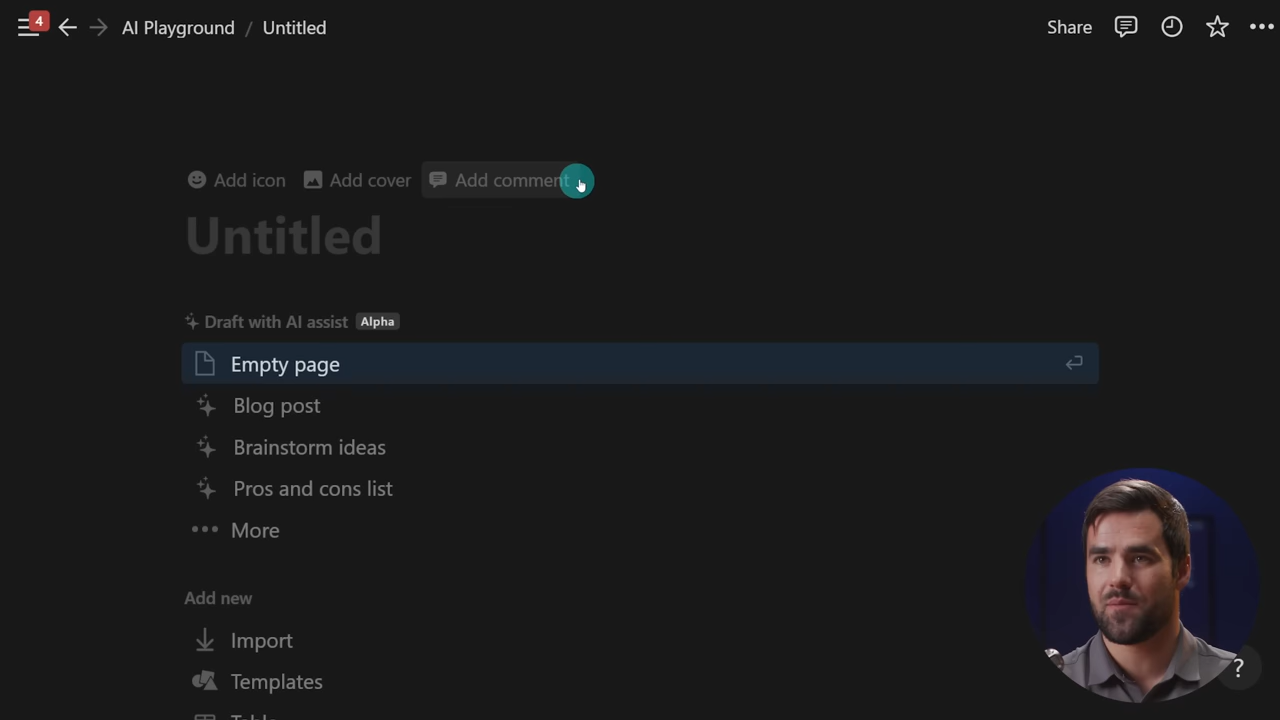 4
AI Playground / Untitled
Share
Add icon Add cover Add comment
Untitled
Draft with AI assist Alpha
Empty page
Blog post
Brainstorm ideas
Pros and cons list
More
Add new
Import
Templates
Table
?